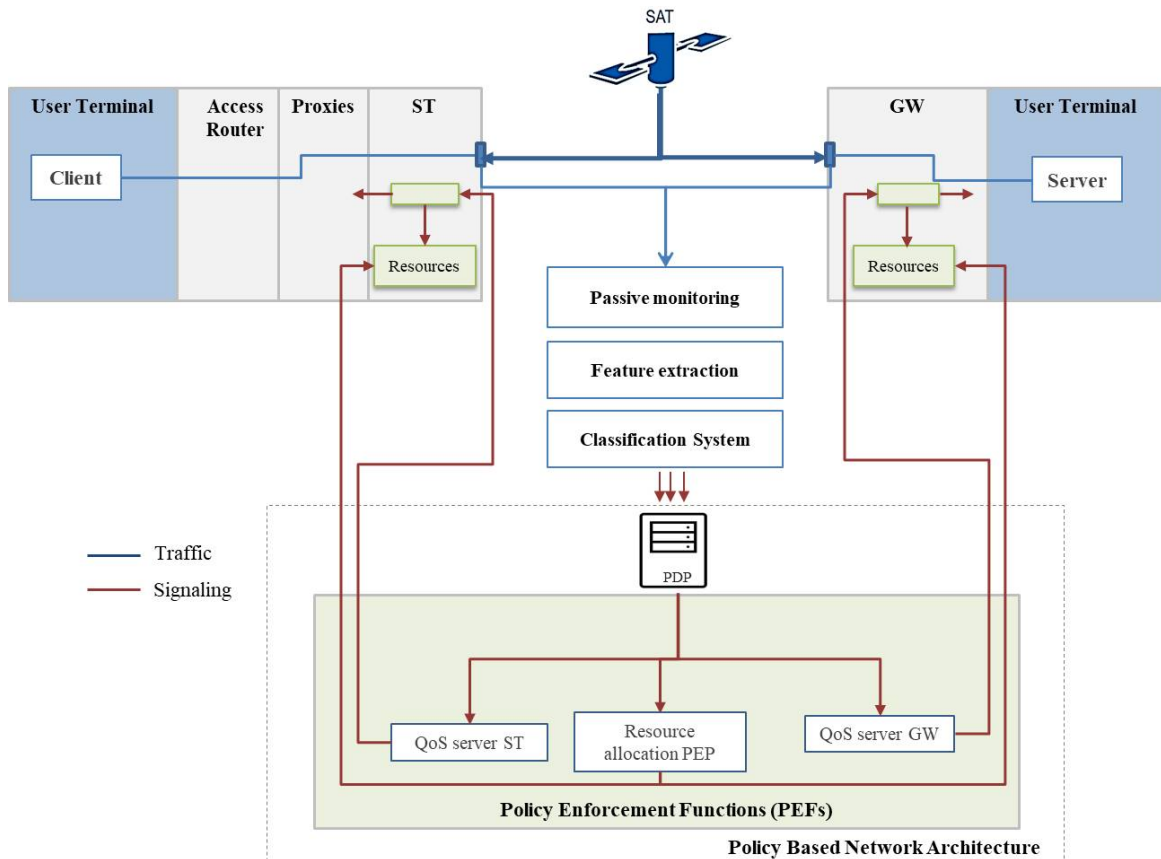 SAT
User Terminal
Access
Router
Proxies
ST
GW
User Terminal
Client
Server
Resources
Resources
Passive monitoring
Feature extraction
Classification System
PDP
Traffic
Signaling
QoS server ST
Resource
allocation PEP
QoS server GW
Policy Enforcement Functions (PEFs)
Policy Based Network Architecture